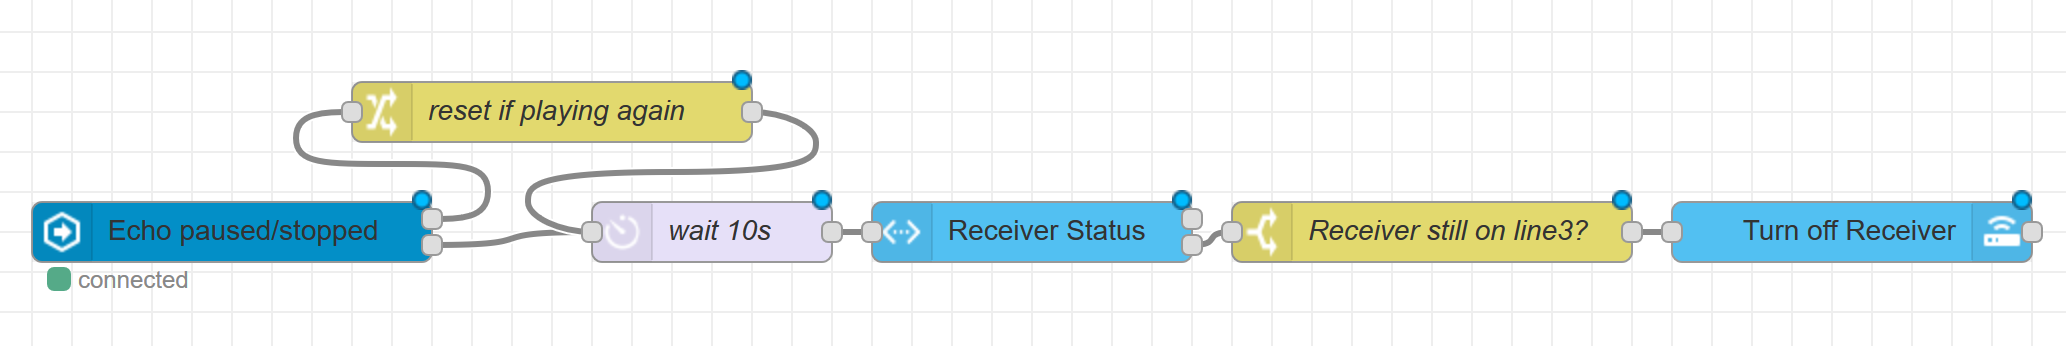 reset if playing again
Echo paused/stopped
wait 10s
Receiver Status
Receiver still on line3?
Turn off Receiver
connected